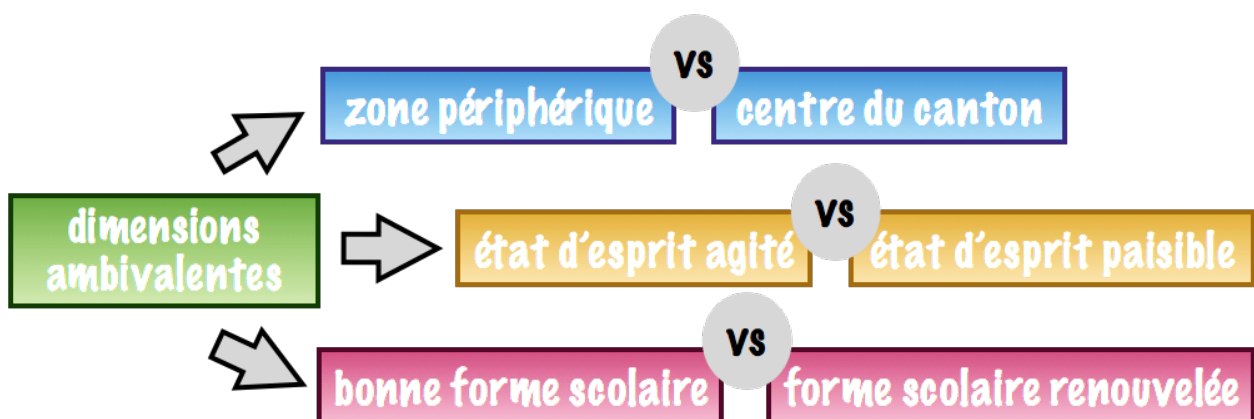 vs
zone périphérique centre du canton
dimensions
ambivalentes
vs
état d'esprit agité état d'esprit paisible
vs
bonne forme scolaire forme scolaire renouvelée